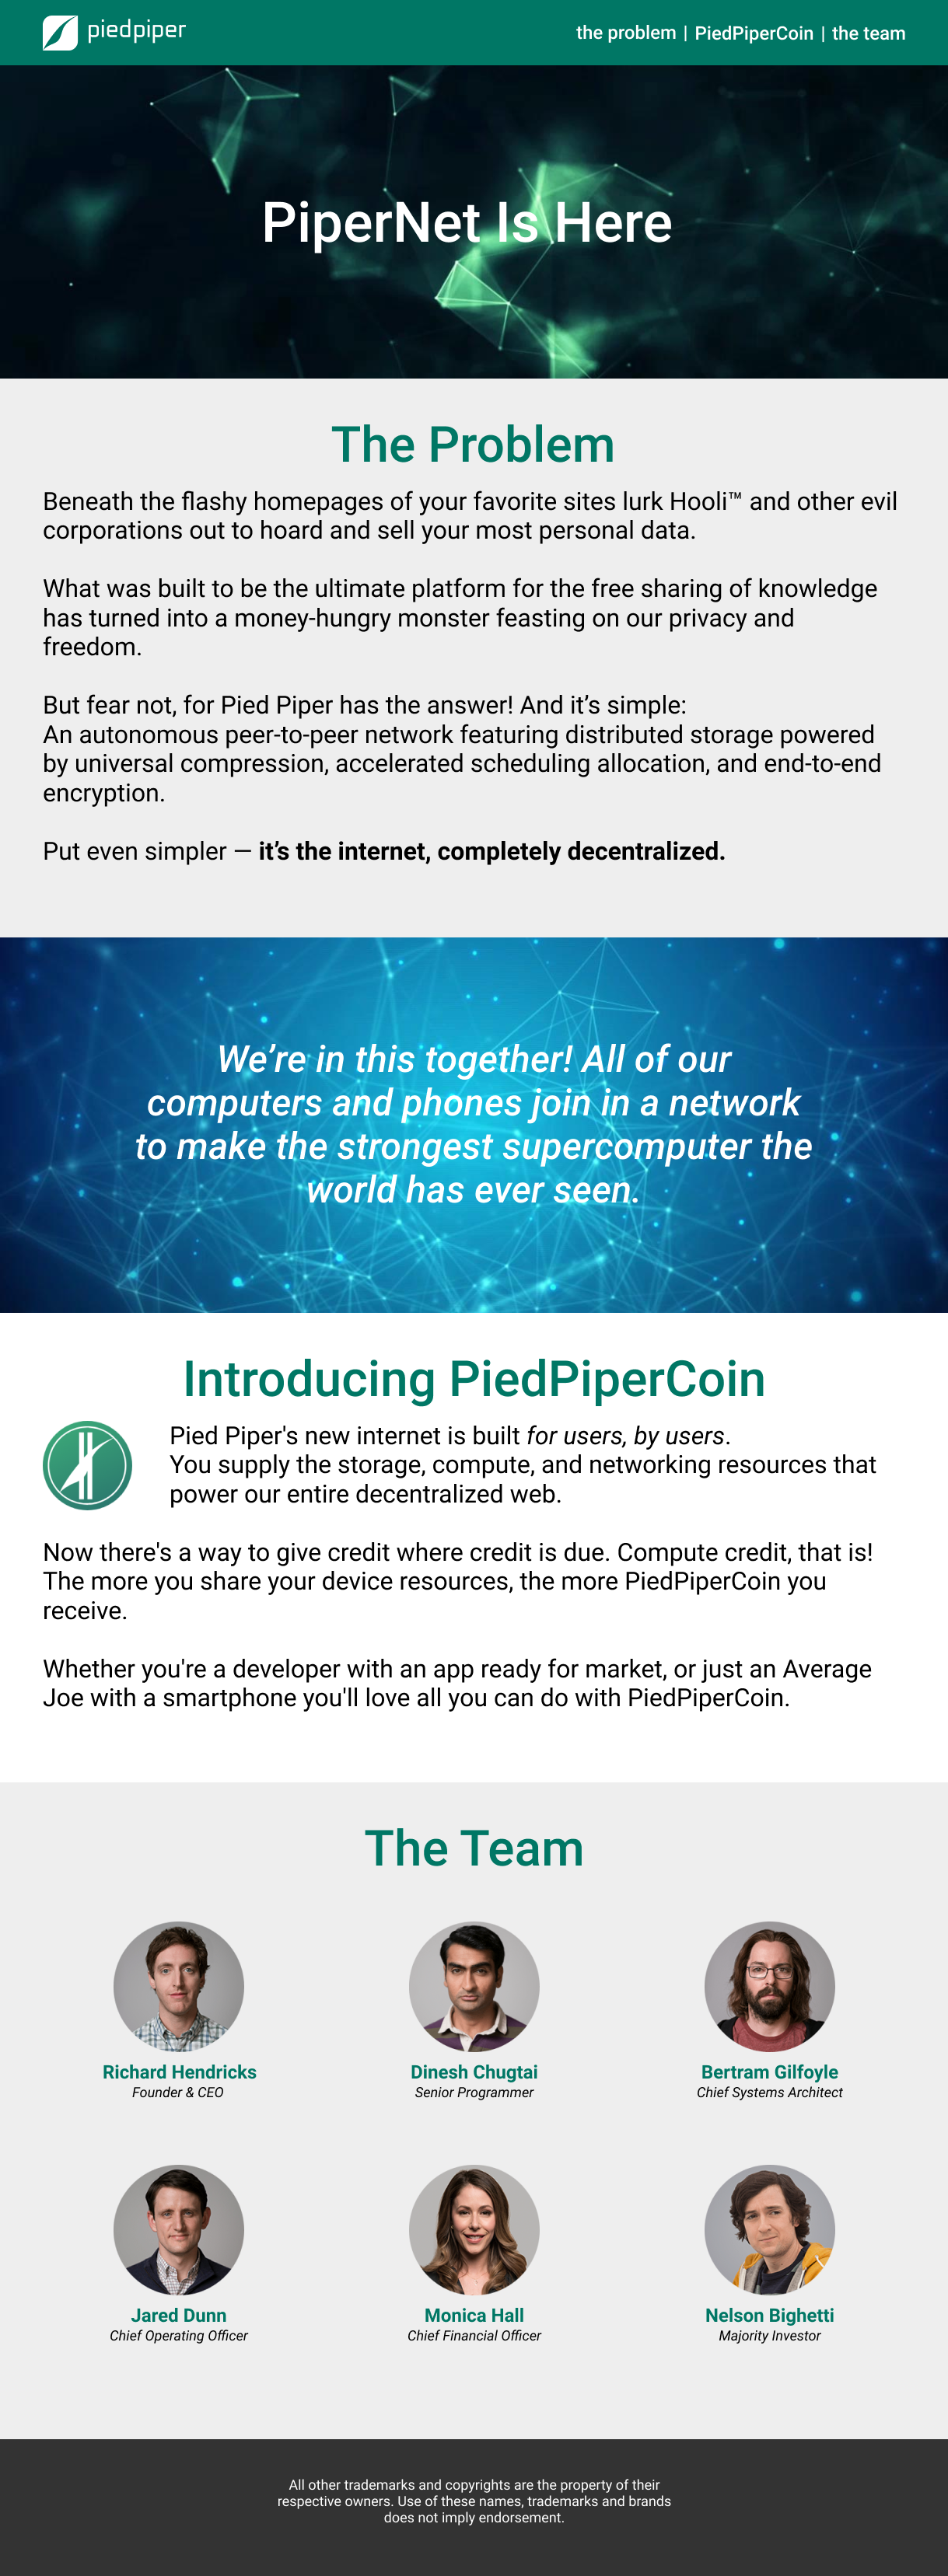 piedpiper
the problem | PiedPiperCoin | the team
PiperNet Is Here
The Problem
Beneath the flashy homepages of your favorite sites lurk Hooli™ and other evil
corporations out to hoard and sell your most personal data.
What was built to be the ultimate platform for the free sharing of knowledge
has turned into a money-hungry monster feasting on our privacy and
freedom.
But fear not, for Pied Piper has the answer! And it’s simple:
An autonomous peer-to-peer network featuring distributed storage powered
by universal compression, accelerated scheduling allocation, and end-to-end
encryption.
Put even simpler — it’s the internet, completely decentralized.
We’re in this together! All of our
computers and phones join in a network
to make the strongest supercomputer the
world has ever seen.
Introducing PiedPiperCoin
Pied Piper's new internet is built for users, by users.
You supply the storage, compute, and networking resources that
power our entire decentralized web.
Now there's a way to give credit where credit is due. Compute credit, that is!
The more you share your device resources, the more PiedPiperCoin you
receive.
Whether you're a developer with an app ready for market, or just an Average
Joe with a smartphone you'll love all you can do with PiedPiperCoin.
The Team
Richard Hendricks
Founder & CEO
Dinesh Chugtai
Senior Programmer
Bertram Gilfoyle
Chief Systems Architect
Jared Dunn
Chief Operating Officer
Monica Hall
Chief Financial Officer
Nelson Bighetti
Majority Investor
All other trademarks and copyrights are the property of their
respective owners. Use of these names, trademarks and brands
does not imply endorsement.